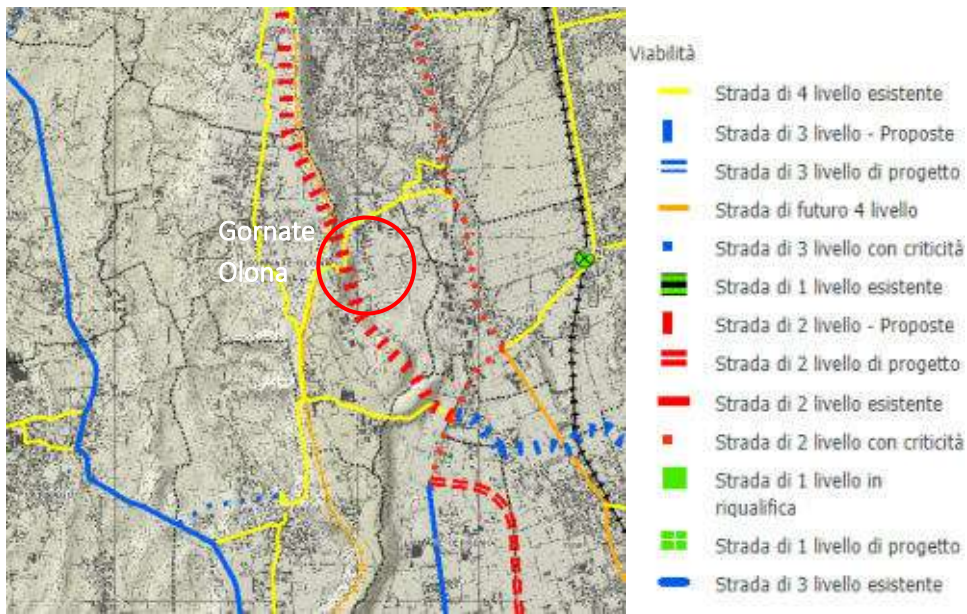 Gornate
Olona
Viabilità
Strada di 4 livello esistente
Strada di 3 livello - Proposte
Strada di 3 livello di progetto
Strada di futuro 4 livello
Strada di 3 livello con criticità
Strada di 1 livello esistente
Strada di 2 livello - Proposte
Strada di 2 livello di progetto
Strada di 2 livello esistente
Strada di 2 livello con criticità
Strada di 1 livello in
riqualifica
Strada di 1 livello di progetto
Strada di 3 livello esistente